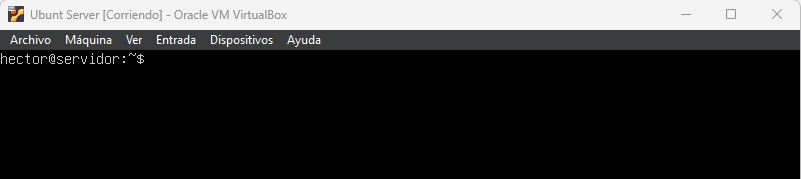 Ubunt Server [Corriendo] - Oracle VM VirtualBox
Archivo Máquina Ver Entrada Dispositivos Ayuda
hector@servidor:~$